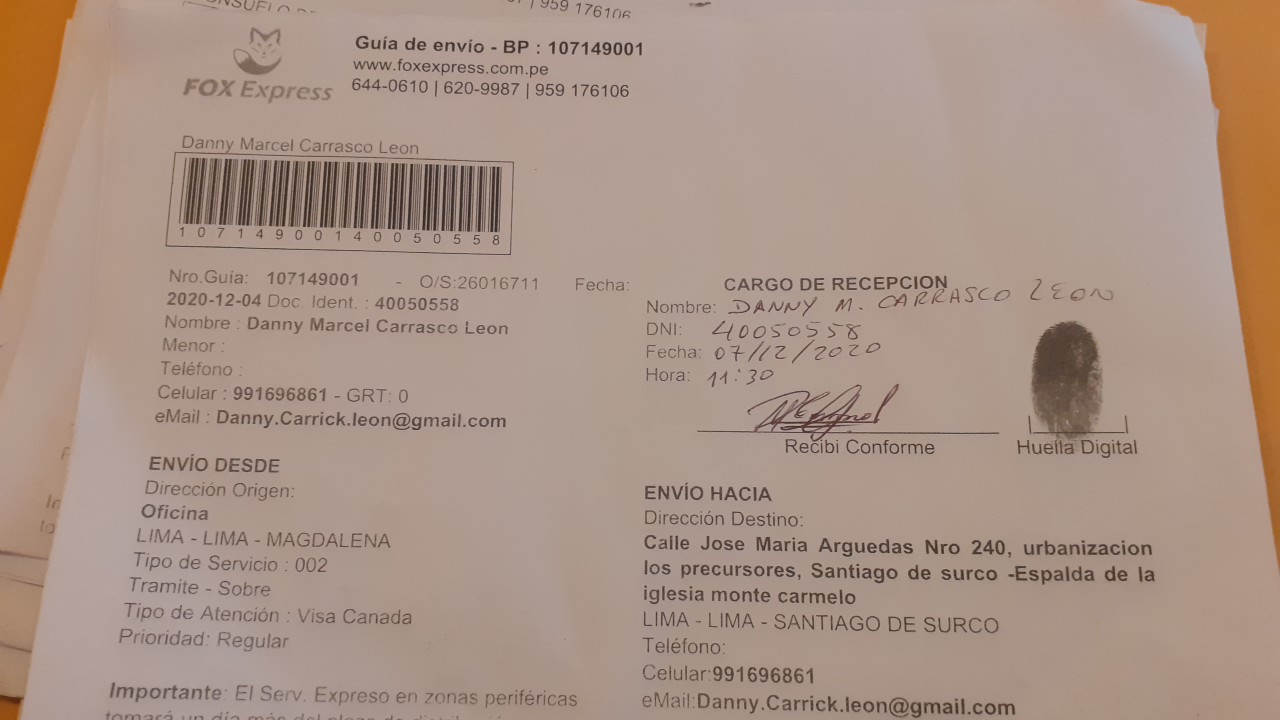 959 176106
Guía de envío - BP : 107149001
www.foxexpress.com.pe
644-0610 | 620-9987 | 959 176106
FOX Express
Danny Marcel Carrasco Leon
10714900140050558
Nro.Guía: 107149001 - O/S:26016711 Fecha:
2020-12-04 Doc. Ident. : 40050558
Nombre : Danny Marcel Carrasco Leon
Menor :
Teléfono :
Celular : 991696861 - GRT: 0
eMail : Danny.Carrick.leon@gmail.com
CARGO DE RECEPCION
Nombre: DANNY M. CARRASCO LEON
DNI: 40050558
Fecha: 07/12/2020
Hora: 11:30
Recibi Conforme
Huella Digital
ENVÍO DESDE
Dirección Origen:
Oficina
LIMA - LIMA - MAGDALENA
Tipo de Servicio : 002
Tramite - Sobre
Tipo de Atención : Visa Canada
Prioridad: Regular
ENVÍO HACIA
Dirección Destino:
Calle Jose Maria Arguedas Nro 240, urbanizacion
los precursores, Santiago de surco -Espalda de la
iglesia monte carmelo
LIMA - LIMA - SANTIAGO DE SURCO
Teléfono:
Celular:991696861
eMail:Danny.Carrick.leon@gmail.com
Importante: El Serv. Expreso en zonas periféricas
tomará un día más del plazo de